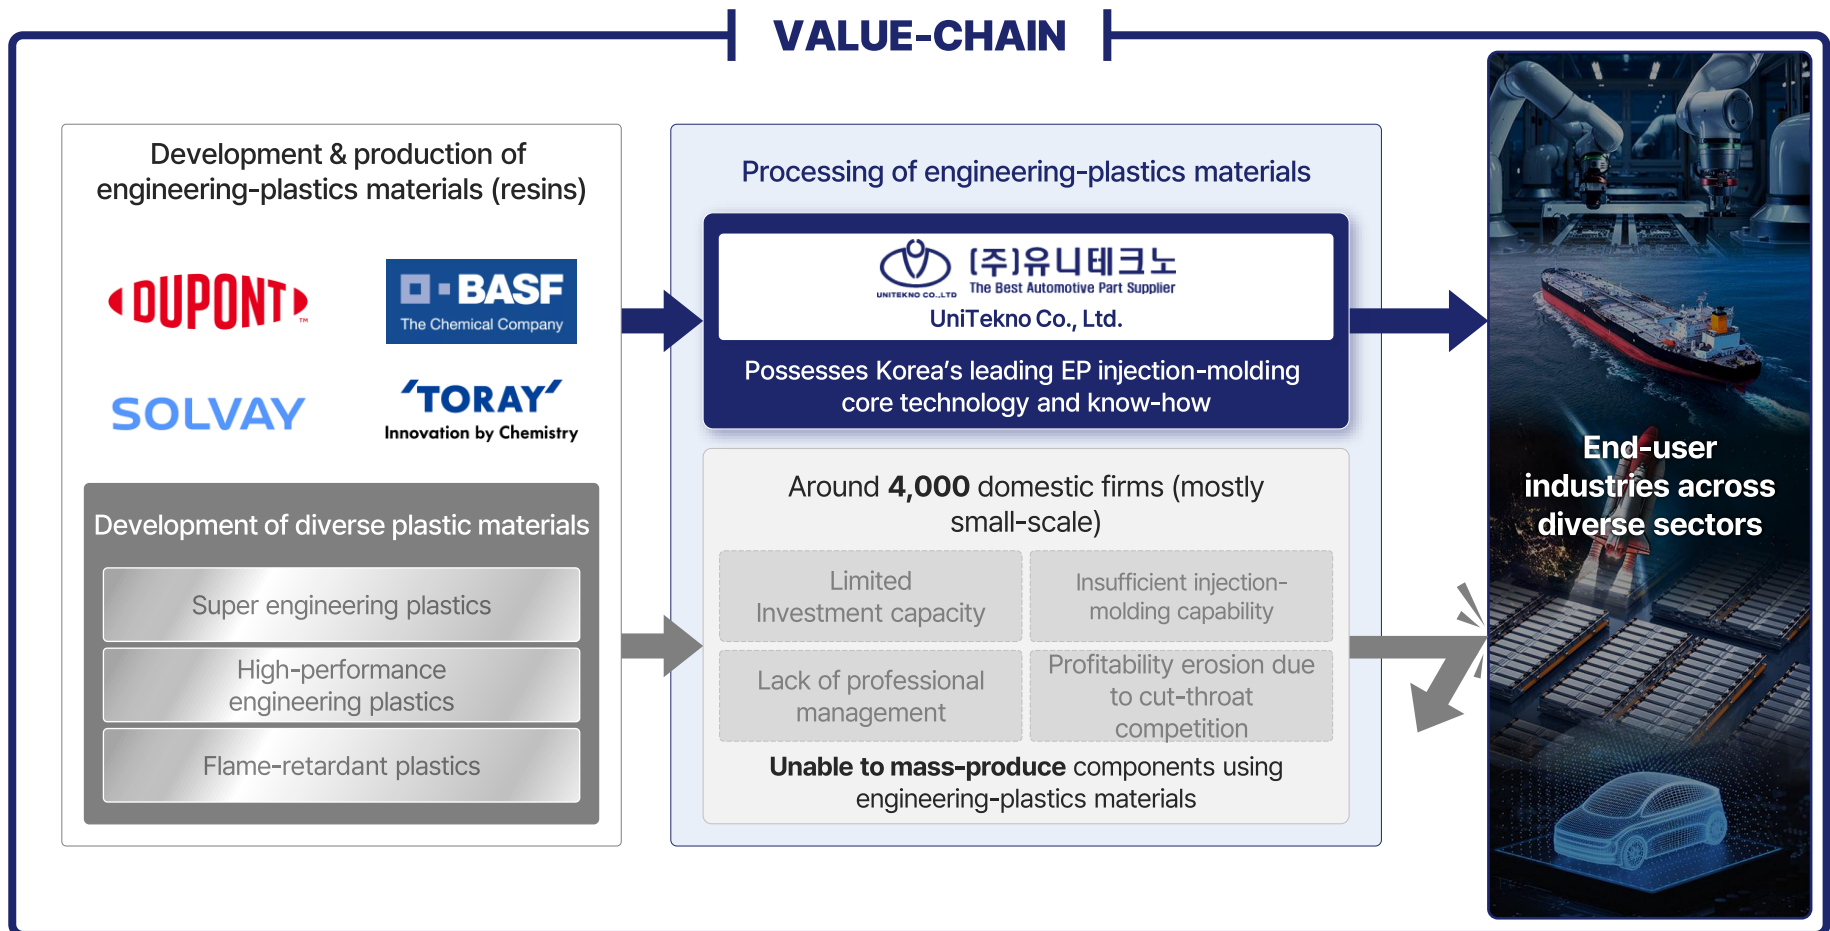 VALUE-CHAIN
Development & production of
engineering-plastics materials (resins)
DUPONT™
BASF
The Chemical Company
SOLVAY
'TORAY'
Innovation by Chemistry
Development of diverse plastic materials
Super engineering plastics
High-performance
engineering plastics
Flame-retardant plastics
Processing of engineering-plastics materials
UNITEKNO CO.,LTD
(주)유니테크노
The Best Automotive Part Supplier
UniTekno Co., Ltd.
Possesses Korea's leading EP injection-molding
core technology and know-how
Around 4,000 domestic firms (mostly
small-scale)
Limited
Investment capacity
Insufficient injection-
molding capability
Lack of professional
management
Profitability erosion due
to cut-throat
competition
Unable to mass-produce components using
engineering-plastics materials
End-user
industries across
diverse sectors